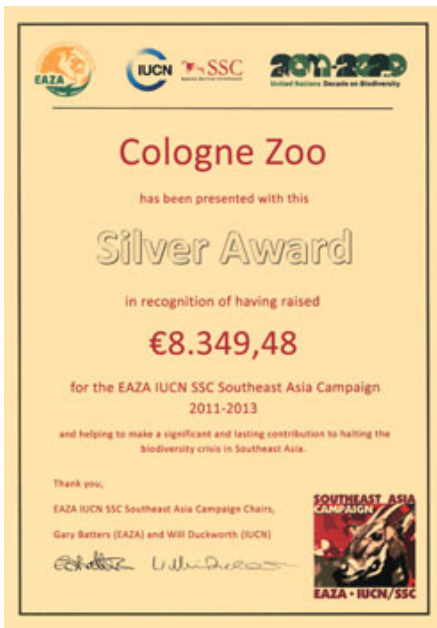 EAZA
IUCN
SSC
Species Survival Commission
2011-2020
United Nations Decade on Biodiversity
Cologne Zoo
has been presented with this
Silver Award
in recognition of having raised
€8.349,48
for the EAZA IUCN SSC Southeast Asia Campaign
2011-2013
and helping to make a significant and lasting contribution to halting the
biodiversity crisis in Southeast Asia.
Thank you,
EAZA IUCN SSC Southeast Asia Campaign Chairs,
Gary Batters (EAZA) and Will Duckworth (IUCN)
SOUTHEAST ASIA
CAMPAIGN
EAZA • IUCN/SSC